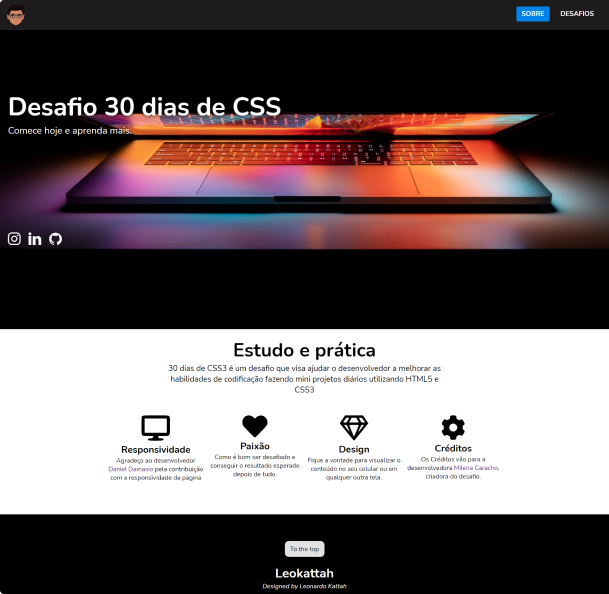 SOBRE DESAFIOS
Desafio 30 dias de CSS
Comece hoje e aprenda mais.
Estudo e prática
30 dias de CSS3 é um desafio que visa ajudar o desenvolvedor a melhorar as
habilidades de codificação fazendo mini projetos diários utilizando HTML5 e
CSS3
Responsividade
Agradeço ao desenvolvedor
Daniel Damasio pela contribuição
com a responsividade da página
Paixão
Como é bom ser desafiado e
conseguir o resultado esperado
depois de tudo.
Design
Fique a vontade para visualizar o
conteúdo no seu celular ou em
qualquer outra tela.
Créditos
Os Créditos vão para a
desenvolvedora Milena Caracho,
criadora do desafio.
To the top
Leokattah
Designed by Leonardo Kattah